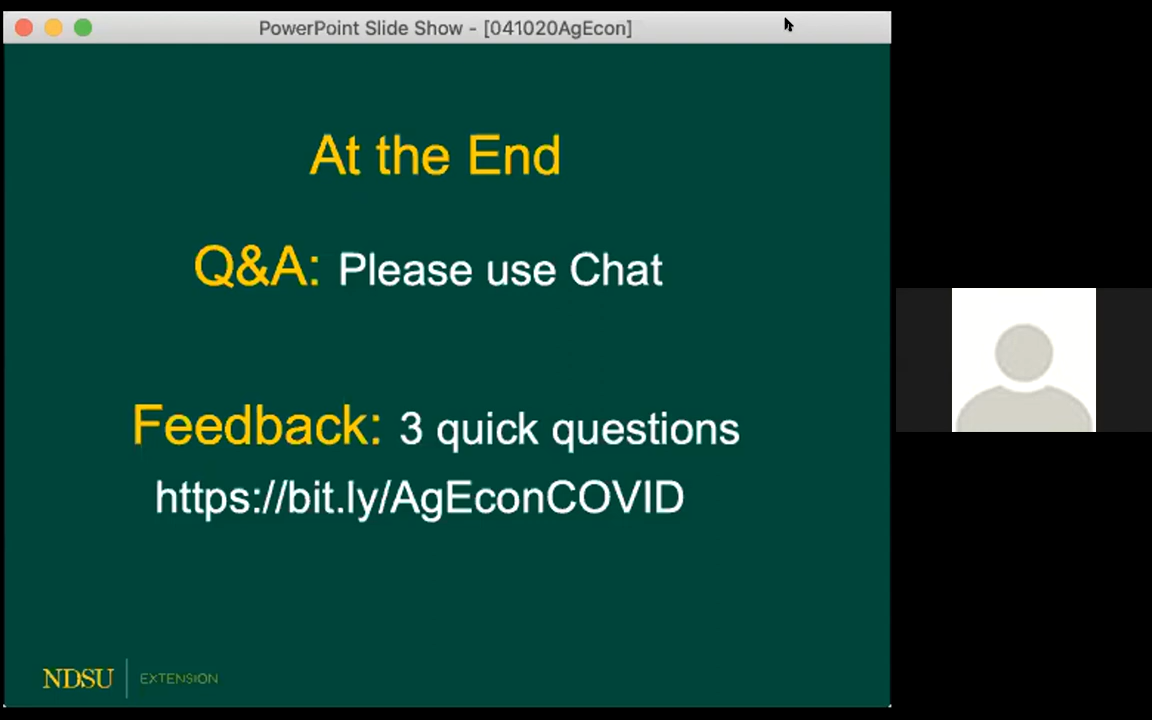 PowerPoint Slide Show - [041020AgEcon]
At the End
Q&A: Please use Chat
Feedback: 3 quick questions
https://bit.ly/AgEconCOVID
NDSU EXTENSION